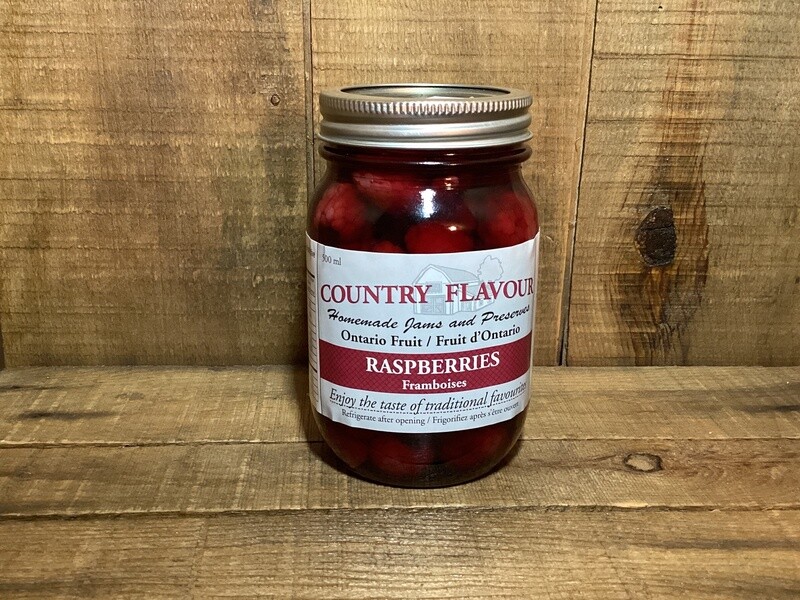 500 ml
COUNTRY FLAVOUR
Homemade Jams and Preserves
Ontario Fruit / Fruit d'Ontario
RASPBERRIES
Framboises
Enjoy the taste of traditional favourites
Refrigerate after opening / Frigorifiez après s'être ouvert